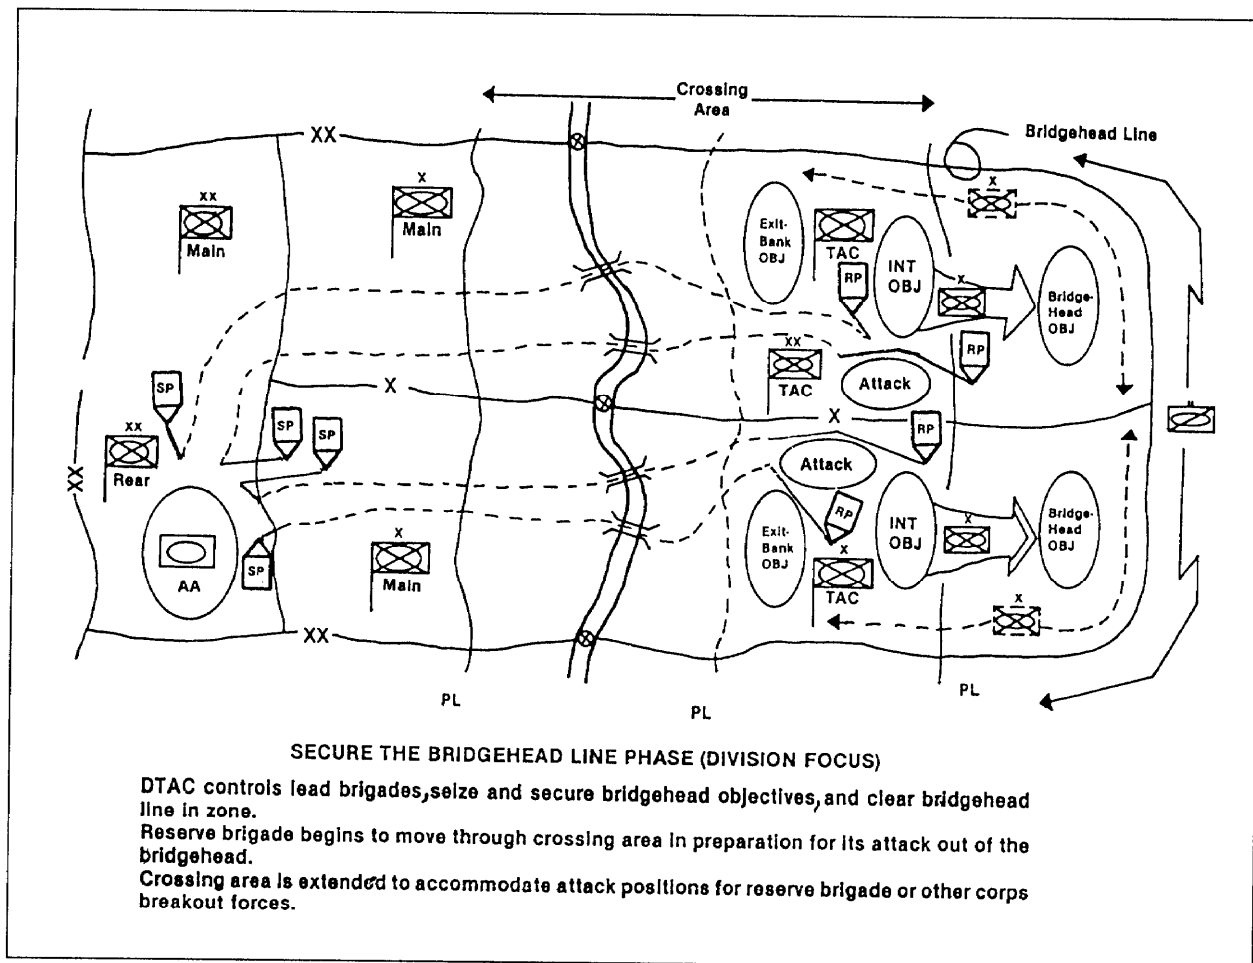 Crossing
Area
Bridgehead Line
XX
XX
Main
X
Main
Exit-
Bank
OBJ
TAC
RP
INT
OBJ
X
X
Bridge-
Head
OBJ
SP
X
XX
TAC
RP
Attack
X
XX
Rear
XX
SP
SP
RP
Attack
AA
SP
X
Main
Exit-
Bank
OBJ
RP
X
TAC
INT
OBJ
X
Bridge-
Head
OBJ
X
XX
PL
PL
PL
SECURE THE BRIDGEHEAD LINE PHASE (DIVISION FOCUS)
DTAC controls lead brigades, seize and secure bridgehead objectives, and clear bridgehead
line in zone.
Reserve brigade begins to move through crossing area in preparation for its attack out of the
bridgehead.
Crossing area is extended to accommodate attack positions for reserve brigade or other corps
breakout forces.